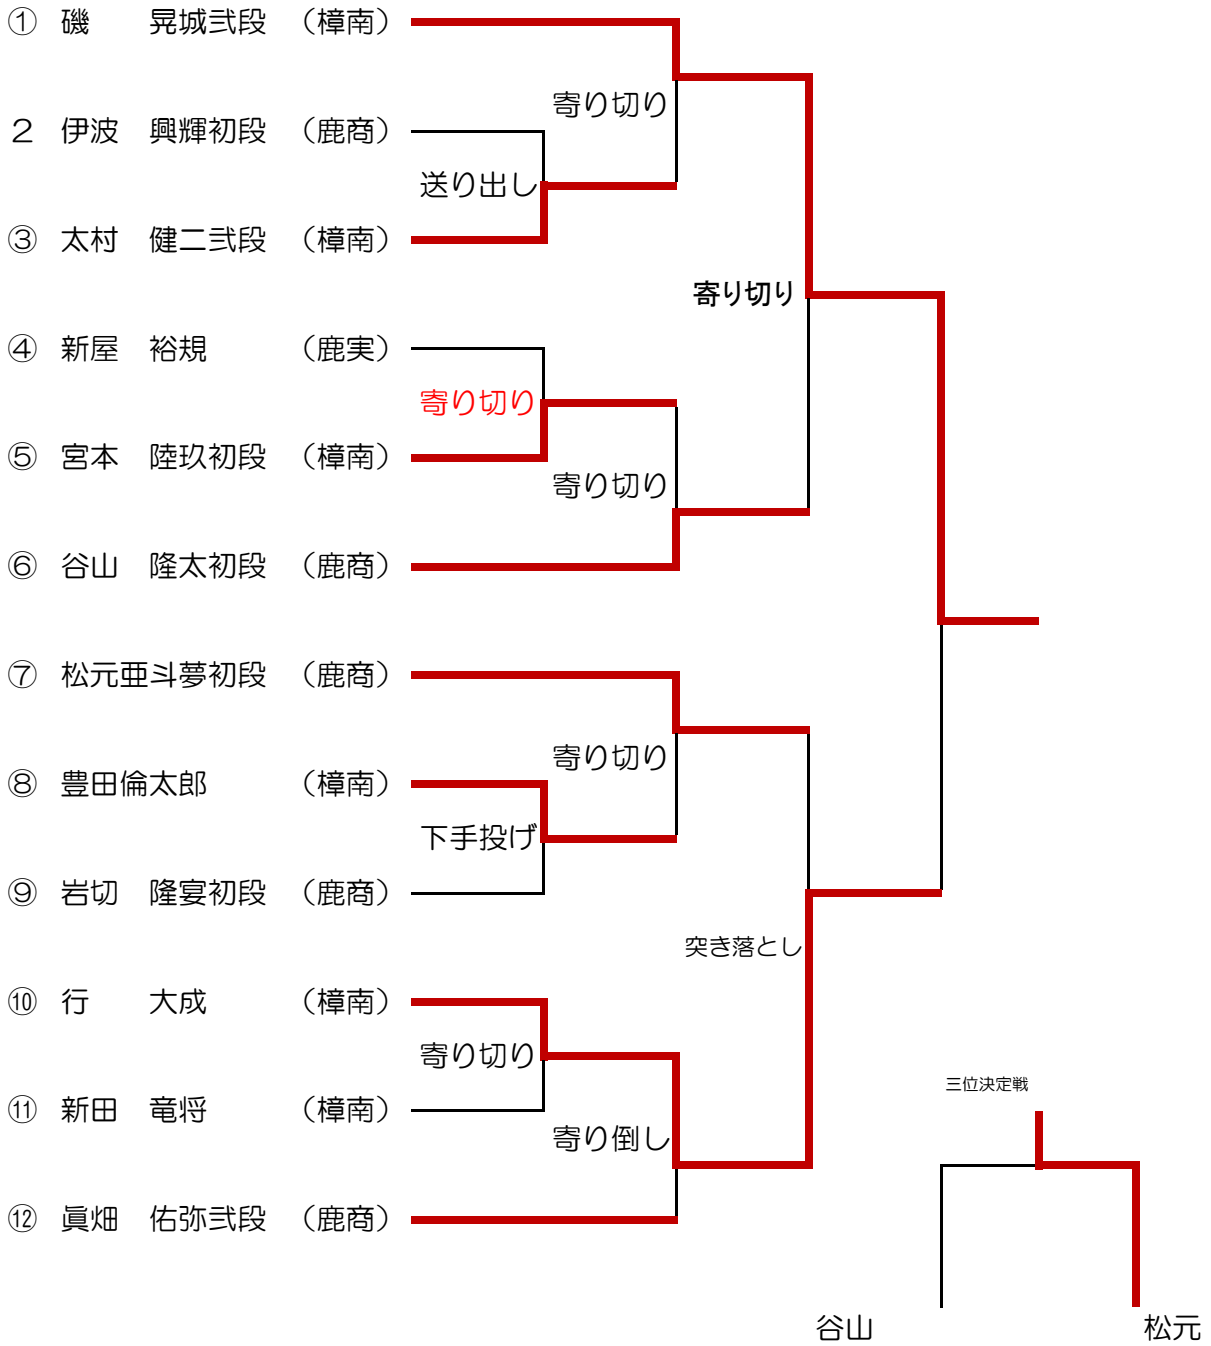 ① 磯　　晃城弐段 （樟南）
寄り切り
２ 伊波　興輝初段 （鹿商）
送り出し
③ 太村　健二弐段 （樟南）
寄り切り
④ 新屋　裕規 （鹿実）
寄り切り
⑤ 宮本　陸玖初段 （樟南）
寄り切り
⑥ 谷山　隆太初段 （鹿商）
⑦ 松元亜斗夢初段 （鹿商）
寄り切り
⑧ 豊田倫太郎 （樟南）
下手投げ
⑨ 岩切　隆宴初段 （鹿商）
突き落とし
⑩ 行　　大成 （樟南）
寄り切り
三位決定戦
⑪ 新田　竜将 （樟南）
寄り倒し
⑫ 眞畑　佑弥弐段 （鹿商）
谷山 松元